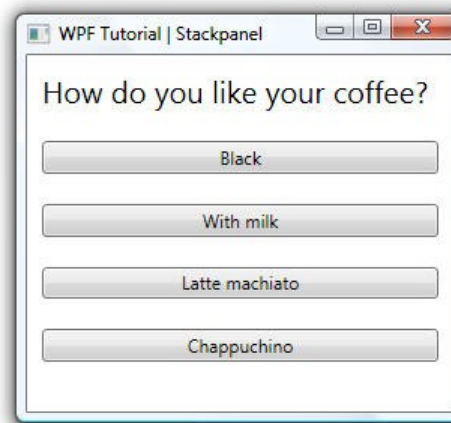 WPF Tutorial | Stackpanel
How do you like your coffee?
Black
With milk
Latte machiato
Chappuchino